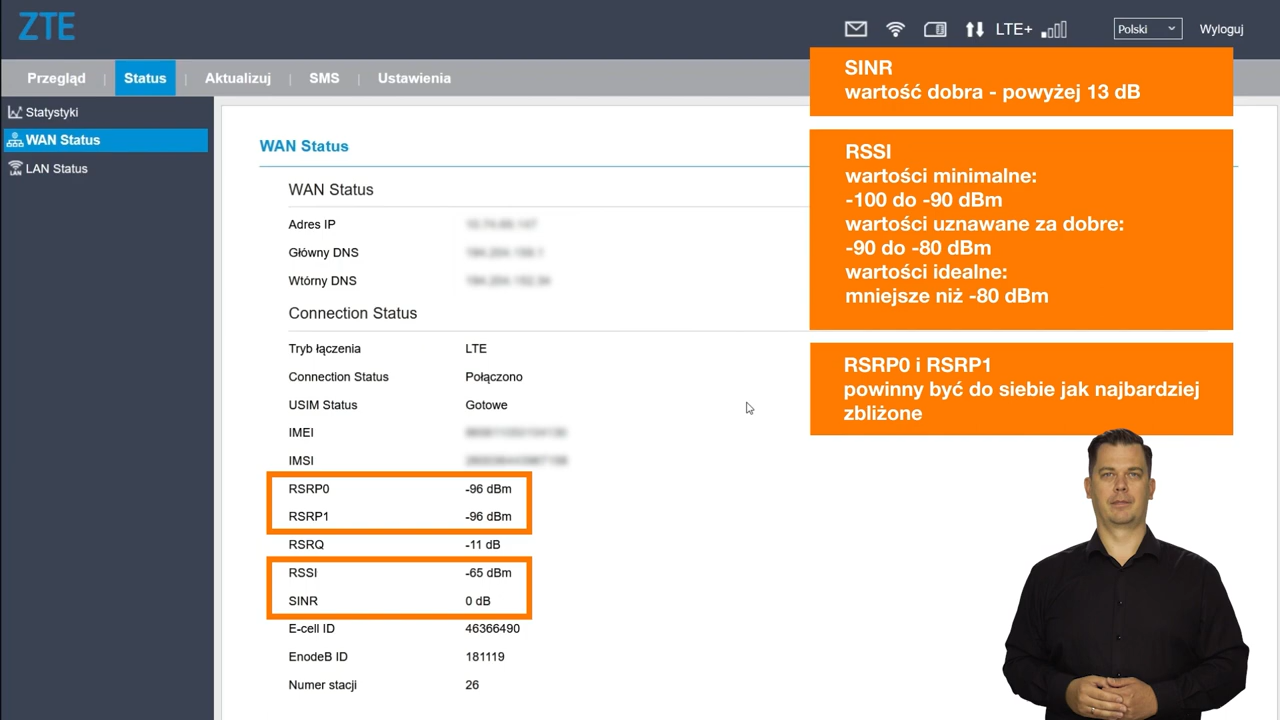 ZTE
LTE+
Polski
Wyloguj
Przegląd
Status
Aktualizuj
SMS
Ustawienia
Statystyki
WAN Status
LAN Status
WAN Status
WAN Status
Adres IP
Główny DNS
Wtórny DNS
Connection Status
Tryb łączenia LTE
Connection Status Połączono
USIM Status Gotowe
IMEI
IMSI
RSRP0 -96 dBm
RSRP1 -96 dBm
RSRQ -11 dB
RSSI -65 dBm
SINR 0 dB
E-cell ID 46366490
EnodeB ID 181119
Numer stacji 26
SINR
wartość dobra - powyżej 13 dB
RSSI
wartości minimalne:
-100 do -90 dBm
wartości uznawane za dobre:
-90 do -80 dBm
wartości idealne:
mniejsze niż -80 dBm
RSRP0 i RSRP1
powinny być do siebie jak najbardziej
zbliżone